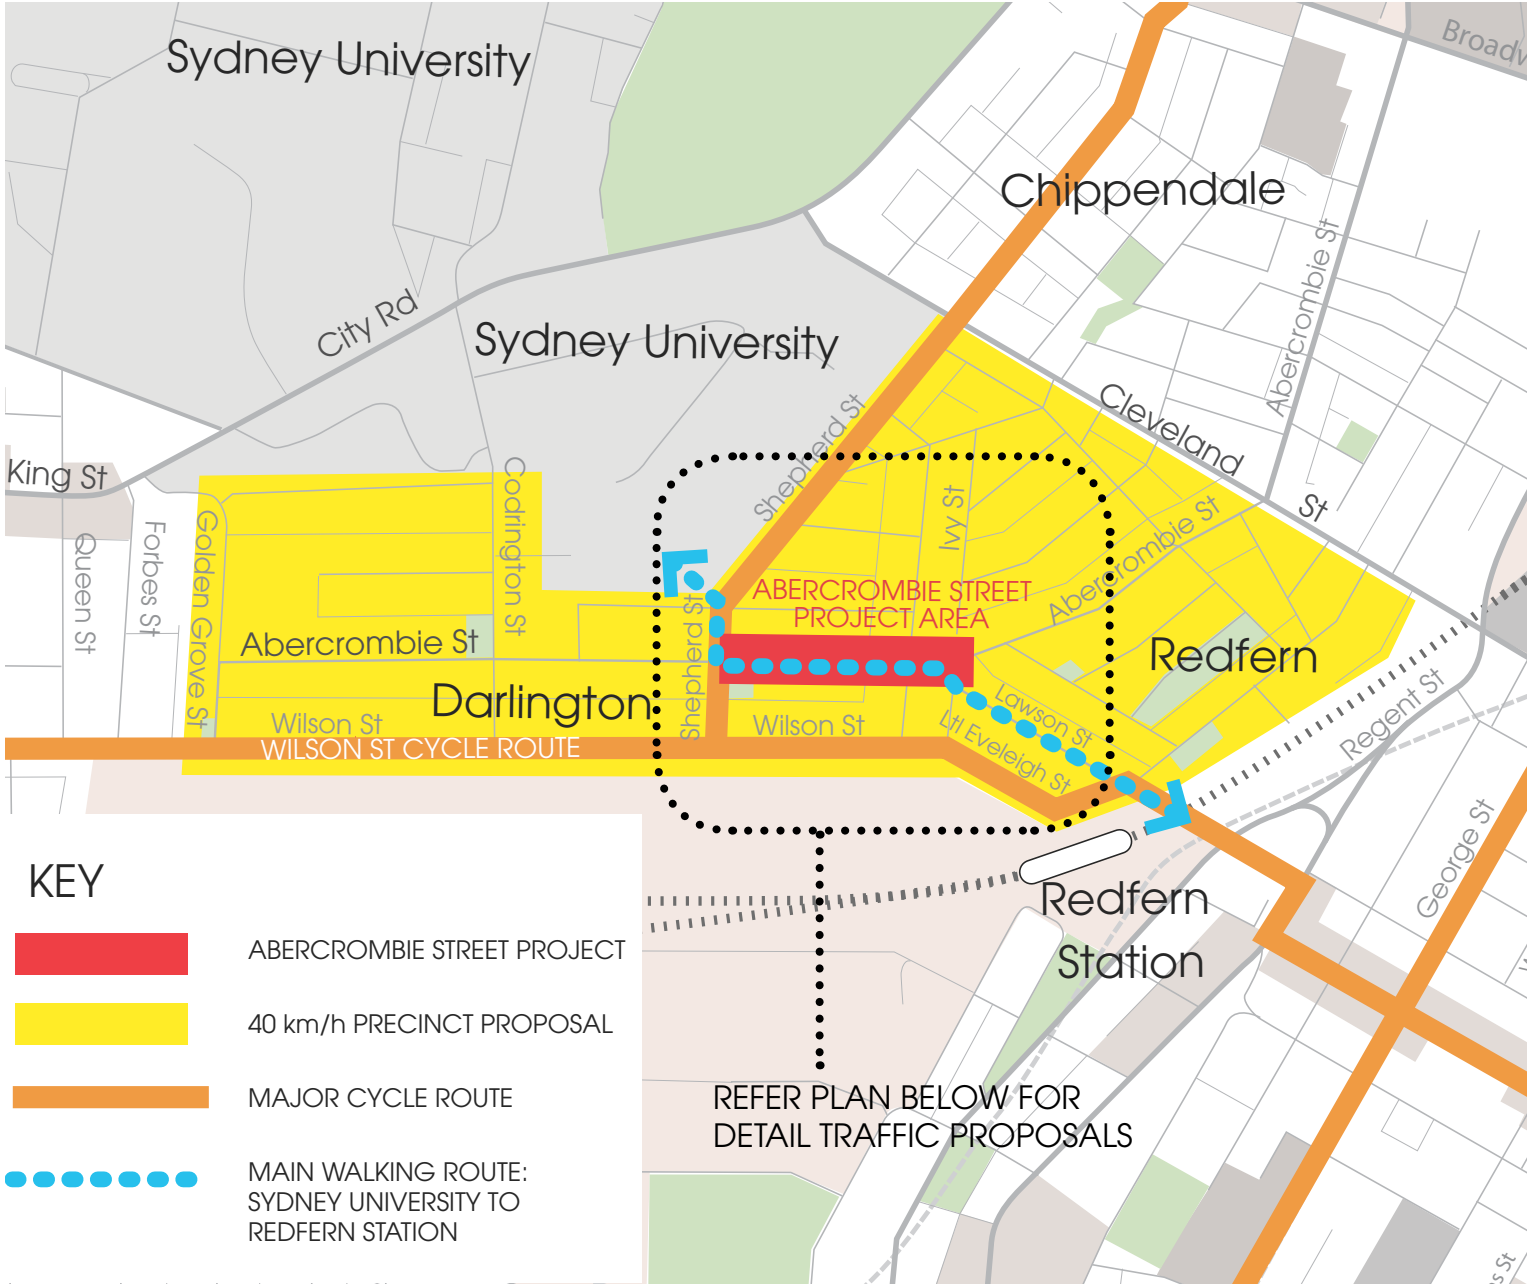 Sydney University
Broadw
Chippendale
Abercrombie St
City Rd
Sydney University
Cleveland
St
Shepherd St
King St
Queen St
Forbes St
Golden Grove St
Codrington St
Ivy St
Abercrombie St
ABERCROMBIE STREET
PROJECT AREA
Abercrombie St
Shepherd St
Redfern
Darlington
Lawson St
Ltl Eveleigh St
Regent St
Wilson St
Wilson St
WILSON ST CYCLE ROUTE
George St
Redfern
Station
KEY
ABERCROMBIE STREET PROJECT
40 km/h PRECINCT PROPOSAL
MAJOR CYCLE ROUTE
MAIN WALKING ROUTE:
SYDNEY UNIVERSITY TO
REDFERN STATION
REFER PLAN BELOW FOR
DETAIL TRAFFIC PROPOSALS
s St